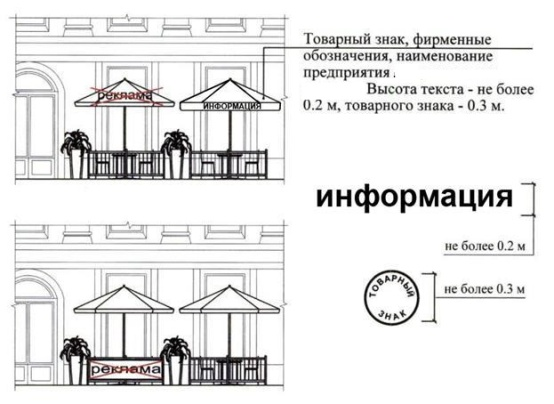 Товарный знак, фирменные
обозначения, наименование
предприятия .
Высота текста - не более
0.2 м, товарного знака - 0.3 м.
реклама
ИНФОРМАЦИЯ
информация
не более 0.2 м
ТОВАРНЫЙ
ЗНАК
не более 0.3 м
реклама